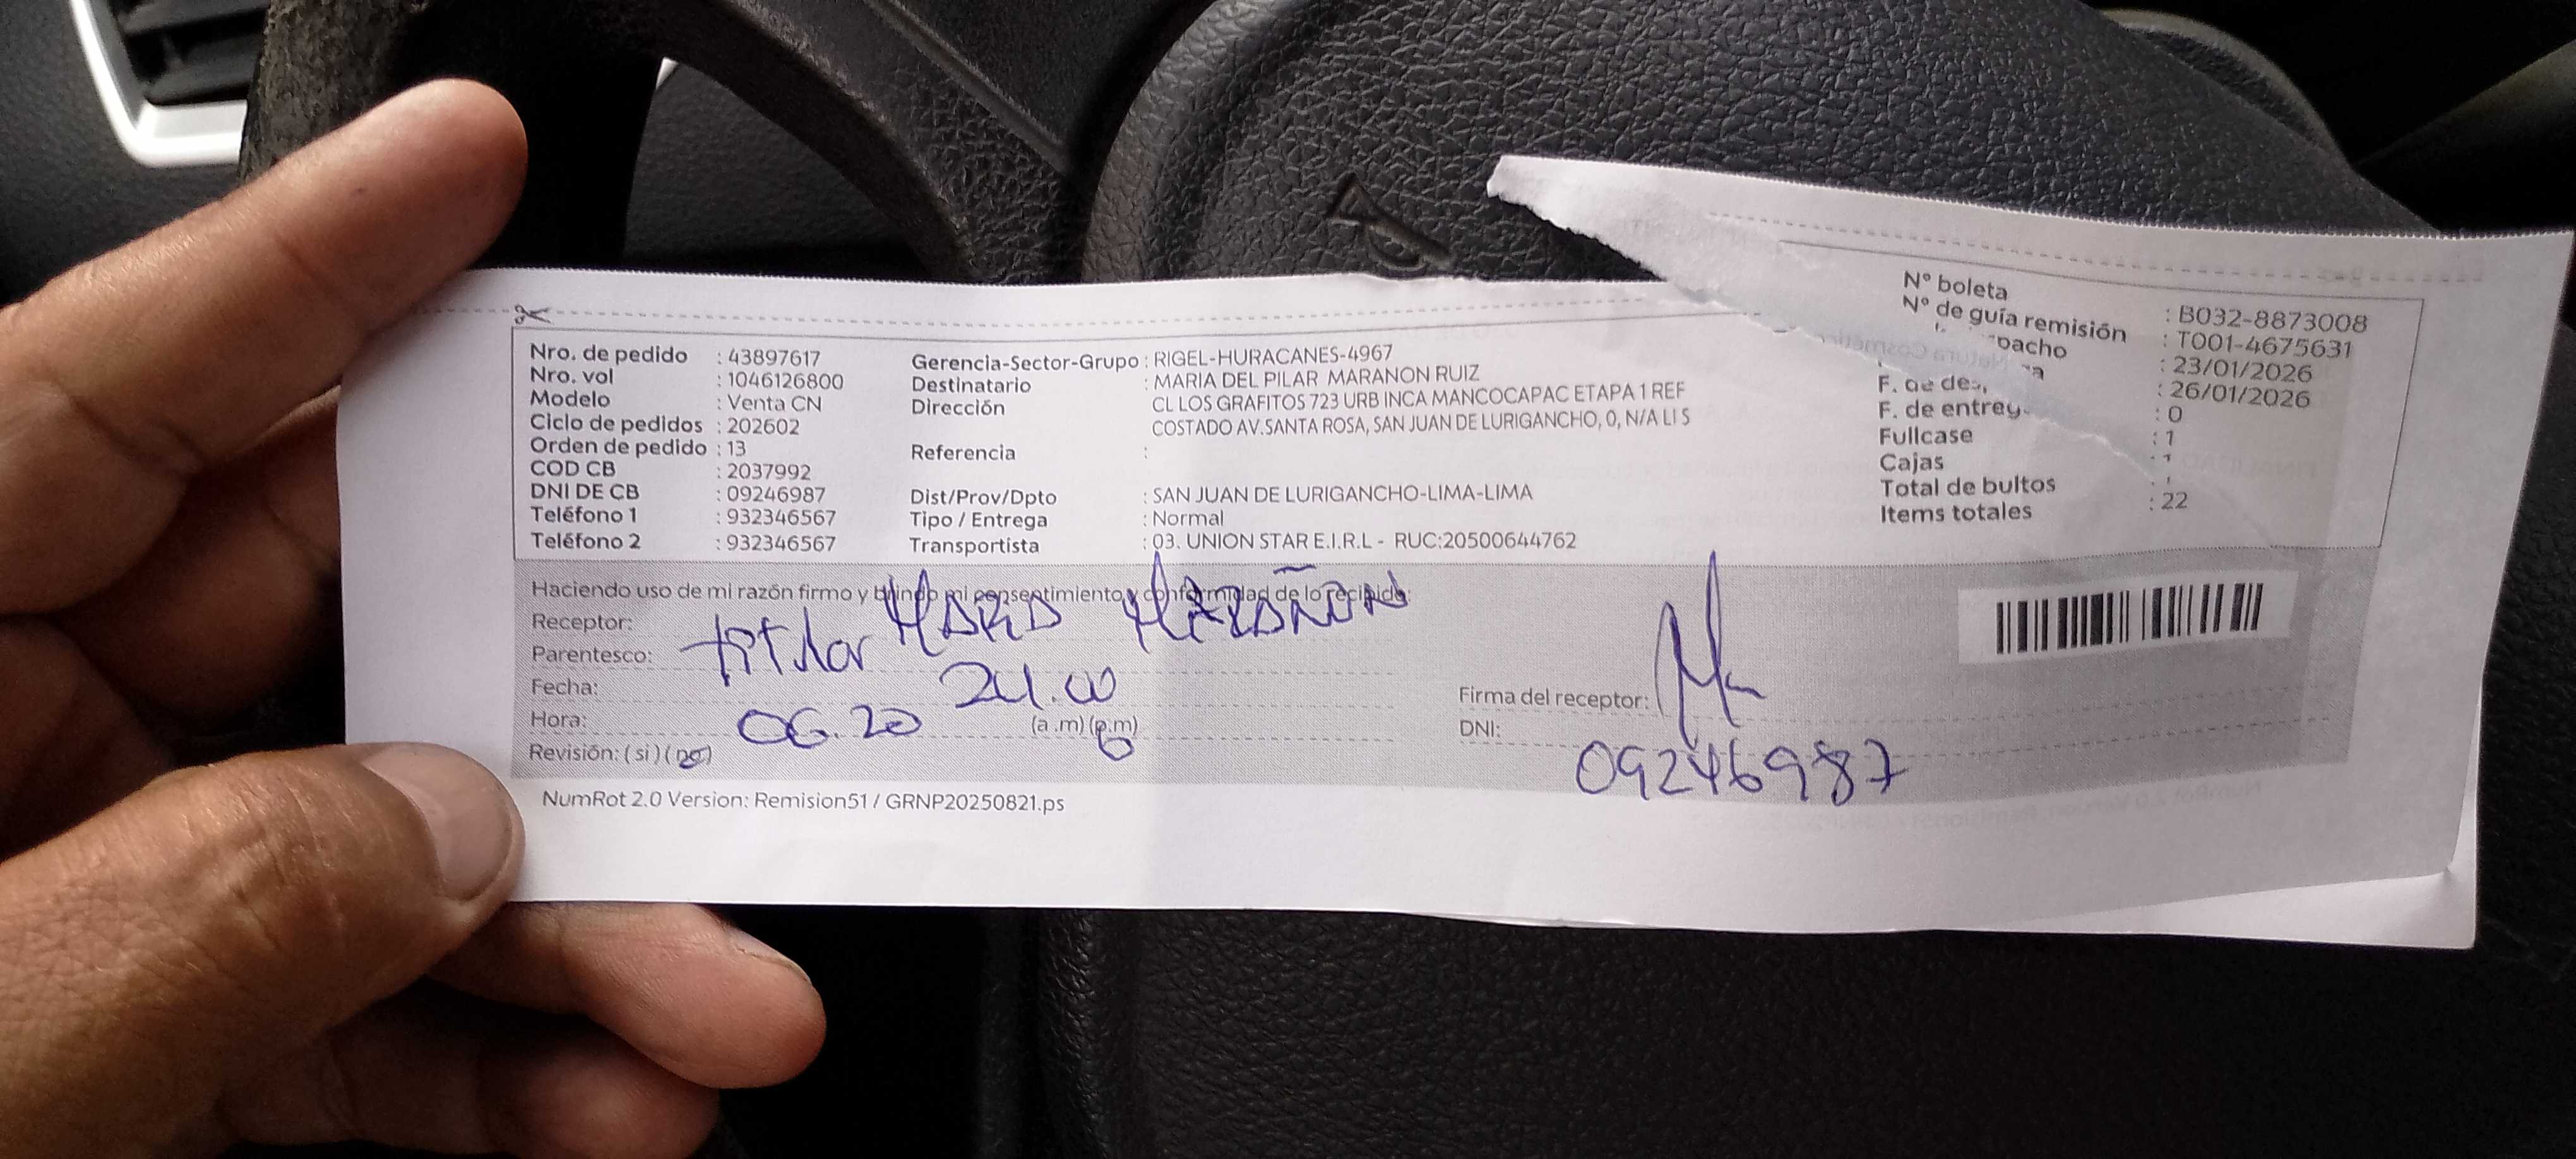 Nro. de pedido : 43897617
Nro. vol : 1046126800
Modelo : Venta CN
Ciclo de pedidos : 202602
Orden de pedido : 13
COD CB : 2037992
DNI DE CB : 09246987
Teléfono 1 : 932346567
Teléfono 2 : 932346567
Gerencia-Sector-Grupo : RIGEL-HURACANES-4967
Destinatario : MARIA DEL PILAR MARANON RUIZ
Dirección CL LOS GRAFITOS 723 URB INCA MANCOCAPAC ETAPA 1 REF
COSTADO AV.SANTA ROSA, SAN JUAN DE LURIGANCHO, 0, N/A LI S
Referencia :
Dist/Prov/Dpto : SAN JUAN DE LURIGANCHO-LIMA-LIMA
Tipo / Entrega : Normal
Transportista : 03. UNION STAR E.I.R.L - RUC:20500644762
Nº boleta : B032-8873008
Nº de guía remisión : T001-4675631
pacho : 23/01/2026
: 26/01/2026
F. de entre : 0
Fullcase : 1
Cajas
Total de bultos
Items totales : 22
Haciendo uso de mi razón firmo y brindo mi consentimiento y conformidad de lo recibido:
Receptor: MARIA MARAÑON
Parentesco: titular
Fecha:
Hora: 06.20 (a.m) (p.m)
Revisión: (si) (no)
Firma del receptor:
DNI: 09246987
NumRot 2.0 Version: Remision51 / GRNP20250821.ps